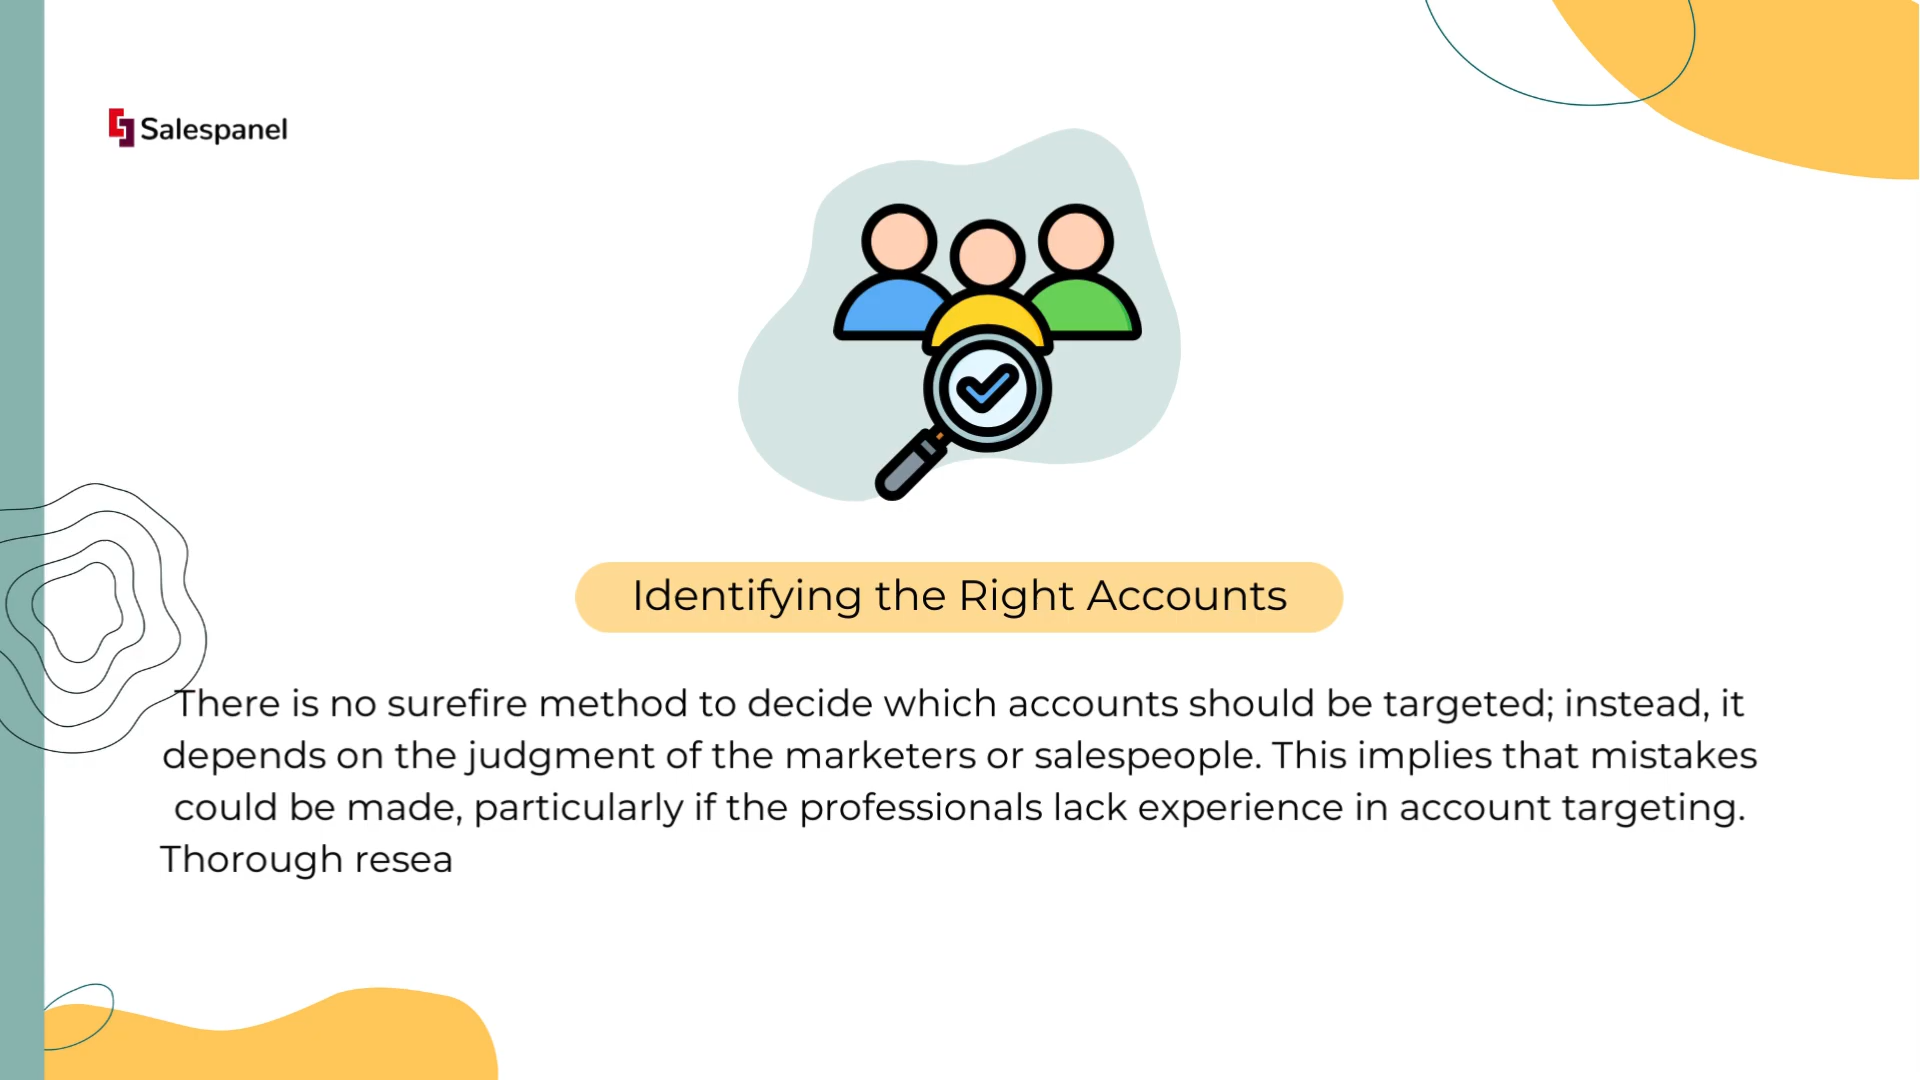 Salespanel
Identifying the Right Accounts
There is no surefire method to decide which accounts should be targeted; instead, it
depends on the judgment of the marketers or salespeople. This implies that mistakes
could be made, particularly if the professionals lack experience in account targeting.
Thorough resea